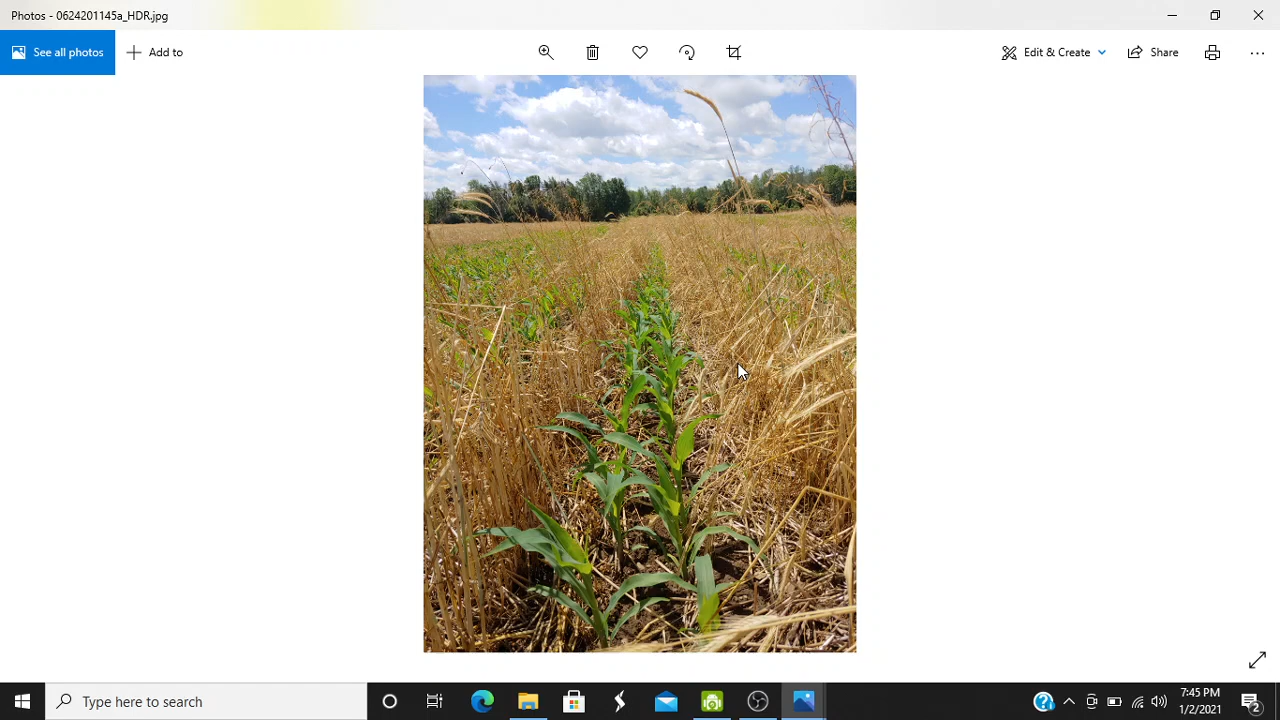 Photos - 0624201145a_HDR.jpg
See all photos
Add to
Edit & Create
Share
Type here to search
7:45 PM
1/2/2021
2